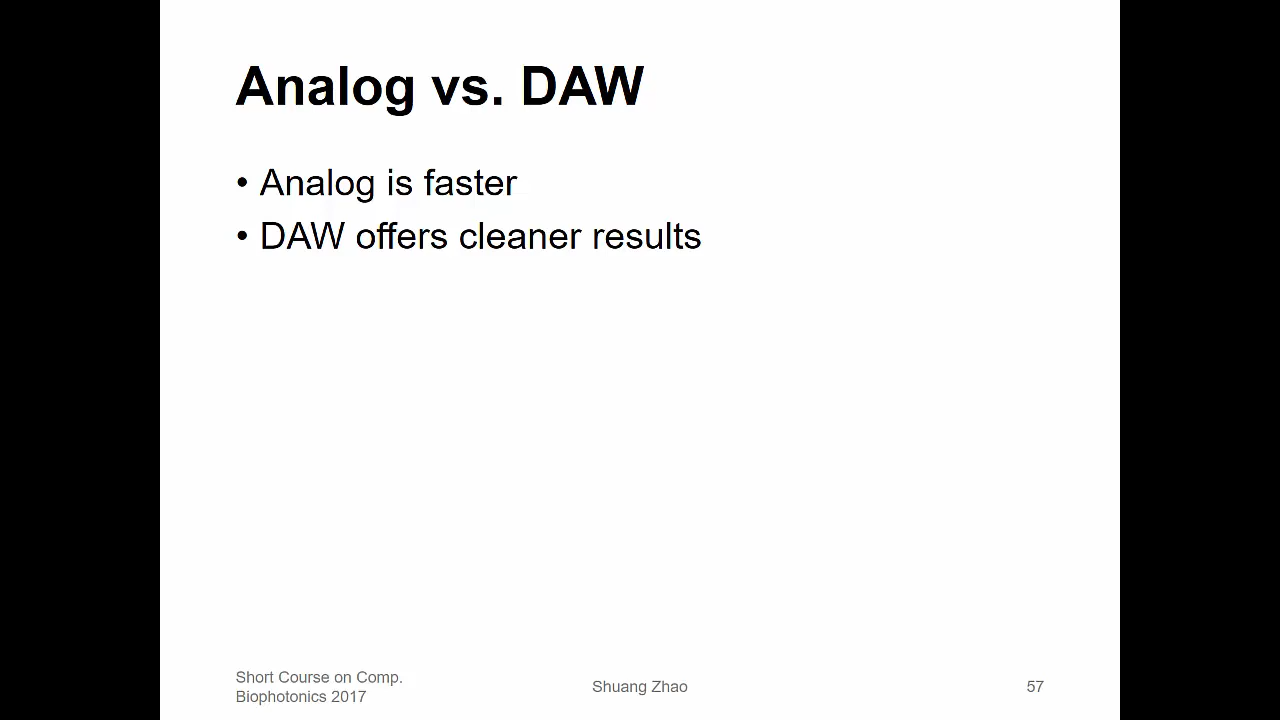 Analog vs. DAW
• Analog is faster
• DAW offers cleaner results
Short Course on Comp.
Biophotonics 2017
Shuang Zhao
57